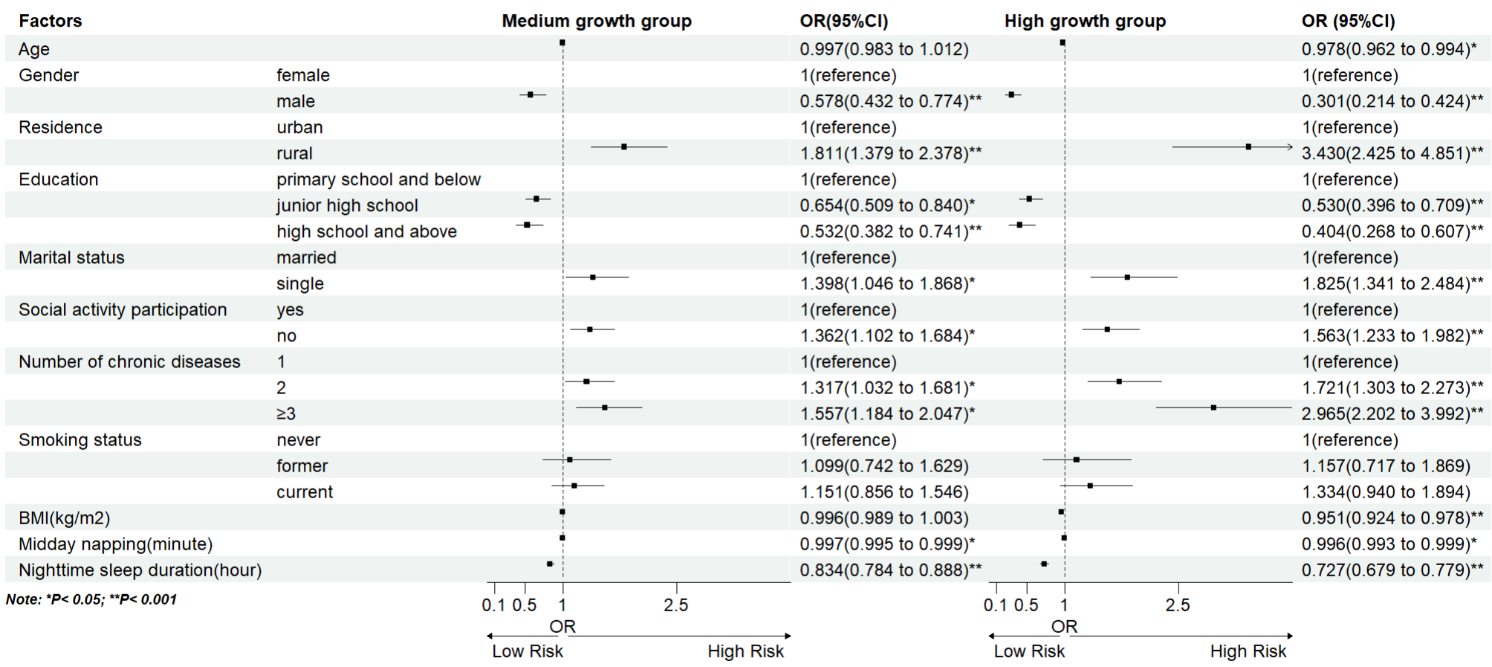 Factors Medium growth group OR(95%CI) High growth group OR (95%CI)
Age 0.997(0.983 to 1.012) 0.978(0.962 to 0.994)*
Gender female 1(reference) 1(reference)
male 0.578(0.432 to 0.774)** 0.301(0.214 to 0.424)**
Residence urban 1(reference) 1(reference)
rural 1.811(1.379 to 2.378)** 3.430(2.425 to 4.851)**
Education primary school and below 1(reference) 1(reference)
junior high school 0.654(0.509 to 0.840)* 0.530(0.396 to 0.709)**
high school and above 0.532(0.382 to 0.741)** 0.404(0.268 to 0.607)**
Marital status married 1(reference) 1(reference)
single 1.398(1.046 to 1.868)* 1.825(1.341 to 2.484)**
Social activity participation yes 1(reference) 1(reference)
no 1.362(1.102 to 1.684)* 1.563(1.233 to 1.982)**
Number of chronic diseases 1 1(reference) 1(reference)
2 1.317(1.032 to 1.681)* 1.721(1.303 to 2.273)**
≥3 1.557(1.184 to 2.047)* 2.965(2.202 to 3.992)**
Smoking status never 1(reference) 1(reference)
former 1.099(0.742 to 1.629) 1.157(0.717 to 1.869)
current 1.151(0.856 to 1.546) 1.334(0.940 to 1.894)
BMI(kg/m2) 0.996(0.989 to 1.003) 0.951(0.924 to 0.978)**
Midday napping(minute) 0.997(0.995 to 0.999)* 0.996(0.993 to 0.999)*
Nighttime sleep duration(hour) 0.834(0.784 to 0.888)** 0.727(0.679 to 0.779)**
Note: *P< 0.05; **P< 0.001 0.1 0.5 1 2.5 0.1 0.5 1 2.5
OR OR
Low Risk High Risk Low Risk High Risk